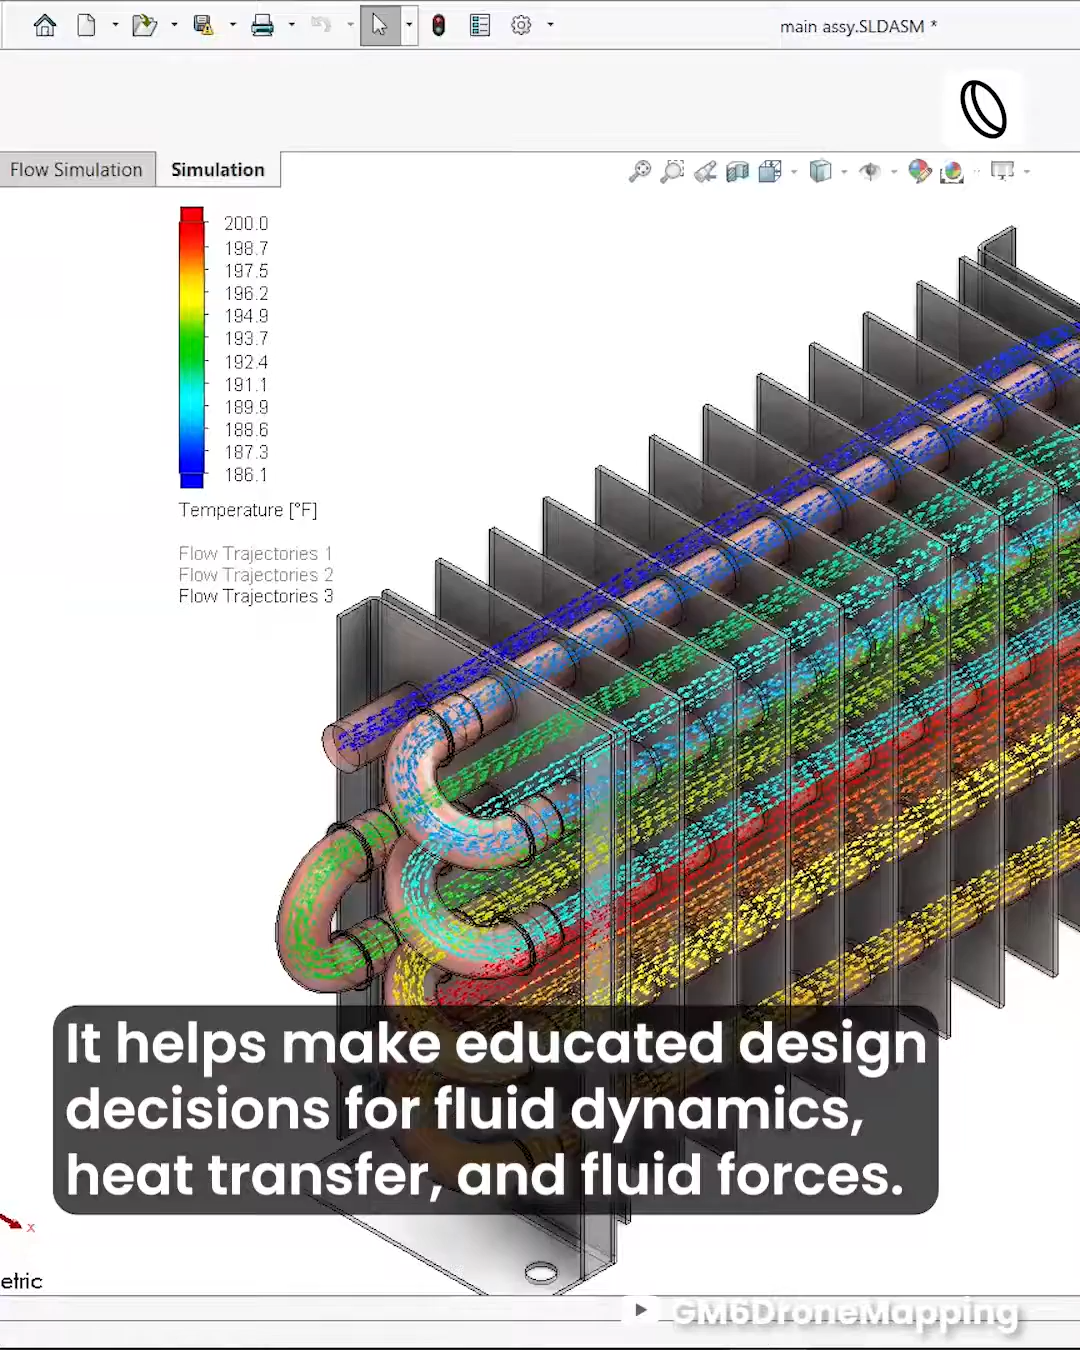 main assy.SLDASM *
Flow Simulation
Simulation
200.0
198.7
197.5
196.2
194.9
193.7
192.4
191.1
189.9
188.6
187.3
186.1
Temperature [°F]
Flow Trajectories 1
Flow Trajectories 2
Flow Trajectories 3
It helps make educated design
decisions for fluid dynamics,
heat transfer, and fluid forces.
x
etric
GM6DroneMapping